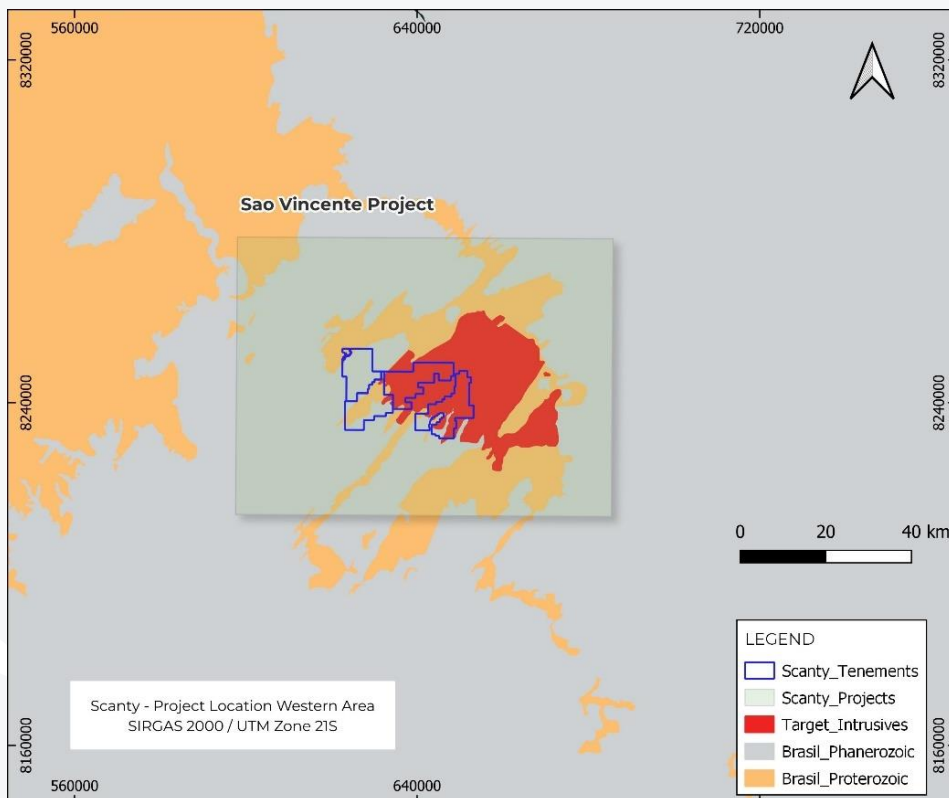 560000
640000
720000
8320000
8320000
Sao Vincente Project
8240000
8240000
0 20 40 km
LEGEND
Scanty_Tenements
Scanty_Projects
Target_Intrusives
Brasil_Phanerozoic
Brasil_Proterozoic
Scanty - Project Location Western Area
SIRGAS 2000 / UTM Zone 21S
8160000
8160000
560000
640000